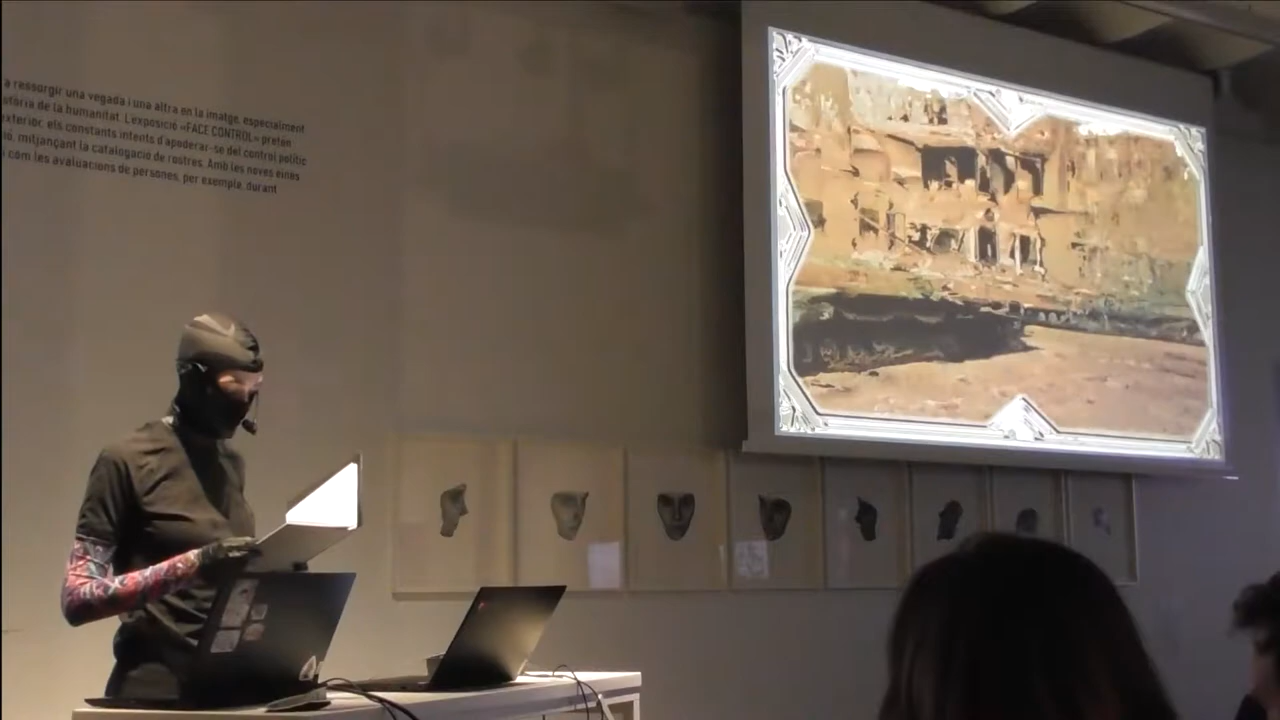 a ressorgir una vegada i una altra en la imatge, especialment
stòria de la humanitat. L'exposició «FACE CONTROL» pretén
exterior, els constants intents d'apoderar-se del control polític
ió, mitjançant la catalogació de rostres. Amb les noves eines
i com les avaluacions de persones, per exemple, durant